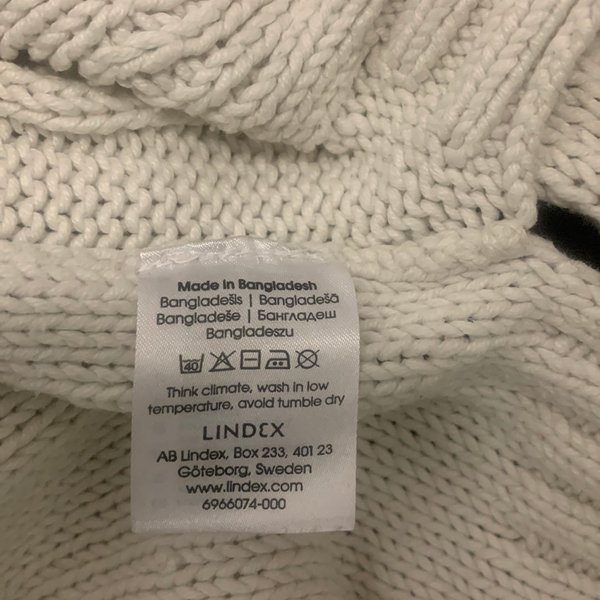 Made in Bangladesh
Bangladešis | Bangladešā
Bangladeše | Бангладеш
Bangladeszu
40
Think climate, wash in low
temperature, avoid tumble dry
LINDEX
AB Lindex, Box 233, 401 23
Göteborg, Sweden
www.lindex.com
6966074-000